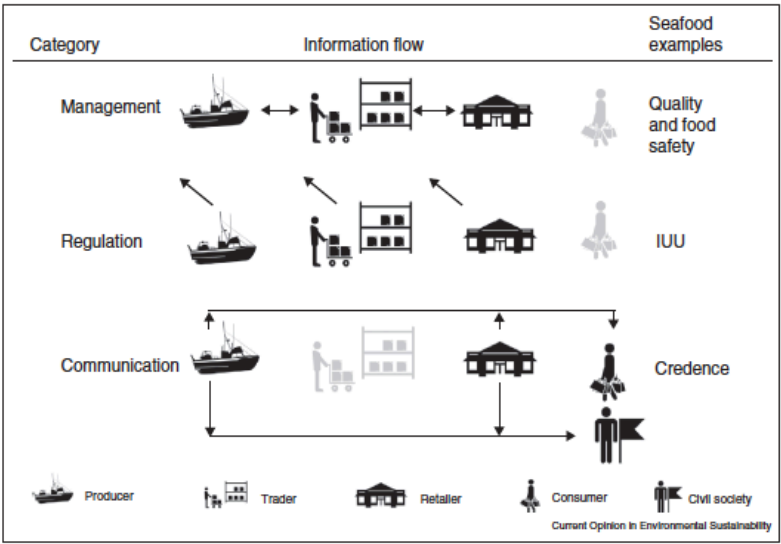 Category Information flow Seafood examples
Management
Quality and food safety
Regulation
IUU
Communication
Credence
Producer Trader Retailer Consumer Civil society
Current Opinion in Environmental Sustainability